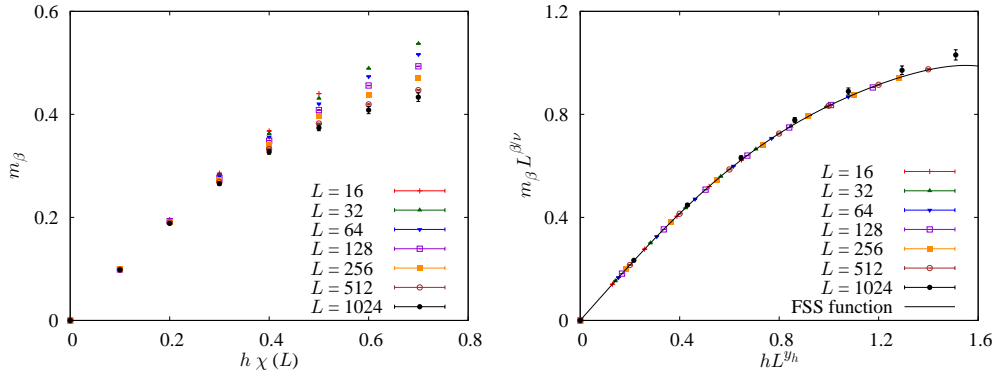 0.6
0.4
0.2
0
m_β
L = 16
L = 32
L = 64
L = 128
L = 256
L = 512
L = 1024
0 0.2 0.4 0.6 0.8
h χ (L)
1.2
0.8
0.4
0
m_β L^{β/ν}
L = 16
L = 32
L = 64
L = 128
L = 256
L = 512
L = 1024
FSS function
0 0.4 0.8 1.2 1.6
hL^{y_h}